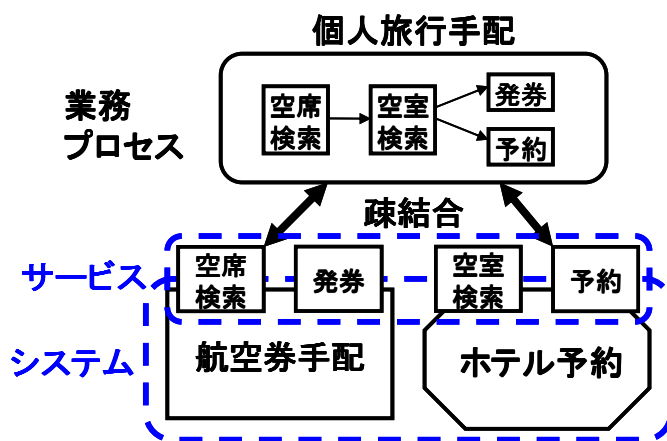 個人旅行手配
業務
プロセス
空席
検索
空室
検索
発券
予約
疎結合
サービス
空席
検索
発券
空室
検索
予約
システム
航空券手配
ホテル予約